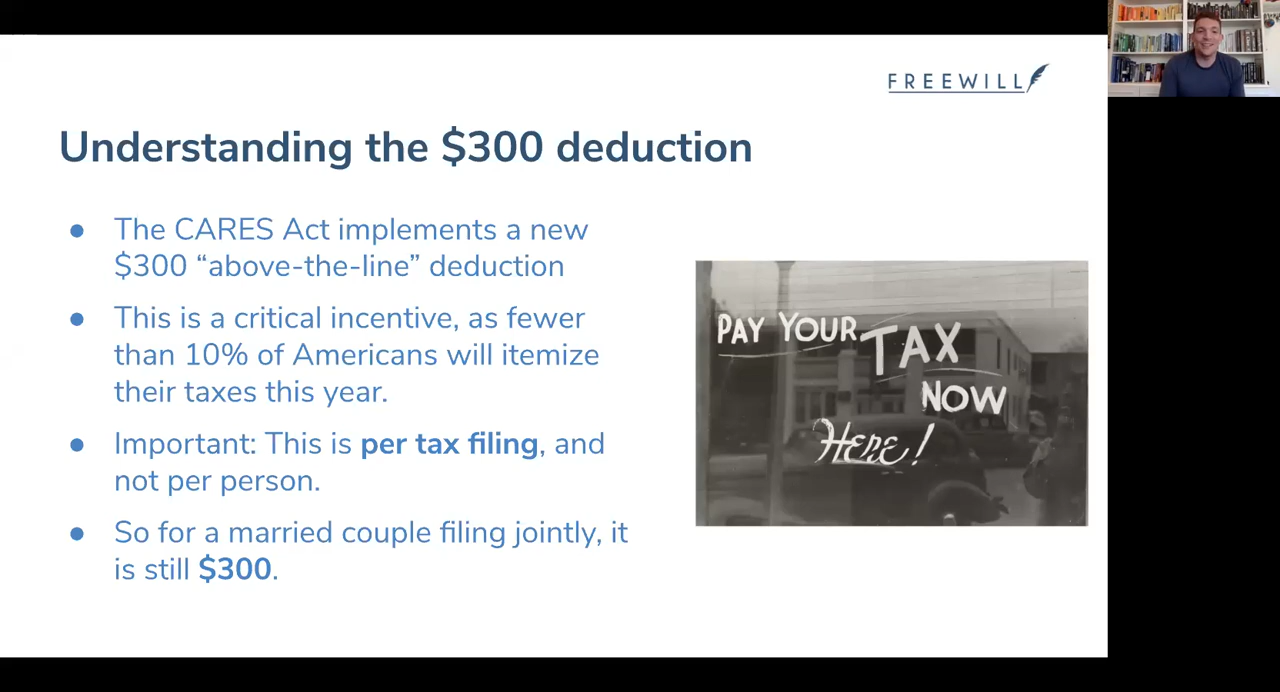 FREEWILL
Understanding the $300 deduction
● The CARES Act implements a new
$300 “above-the-line” deduction
● This is a critical incentive, as fewer
than 10% of Americans will itemize
their taxes this year.
● Important: This is per tax filing, and
not per person.
● So for a married couple filing jointly, it
is still $300.
PAY YOUR TAX
NOW
HERE!